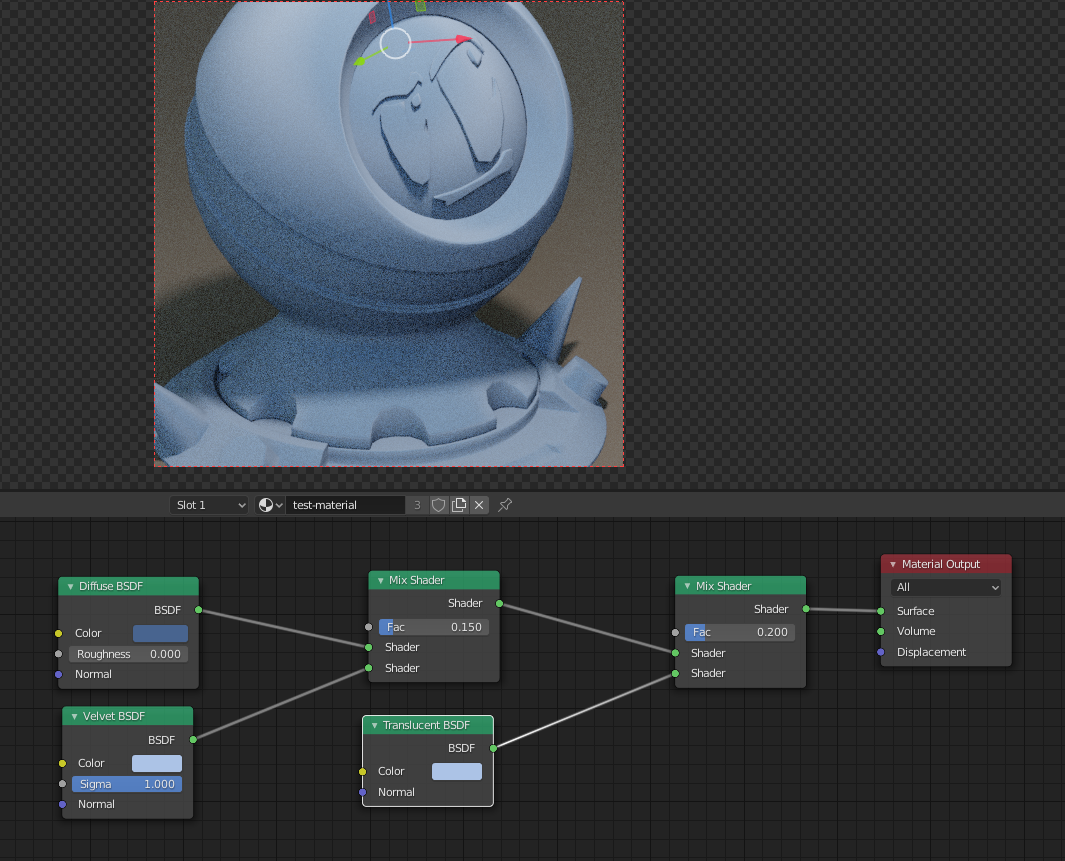 Slot 1
test-material
3
Diffuse BSDF
BSDF
Color
Roughness 0.000
Normal
Velvet BSDF
BSDF
Color
Sigma 1.000
Normal
Mix Shader
Shader
Fac 0.150
Shader
Shader
Translucent BSDF
BSDF
Color
Normal
Mix Shader
Shader
Fac 0.200
Shader
Shader
Material Output
All
Surface
Volume
Displacement